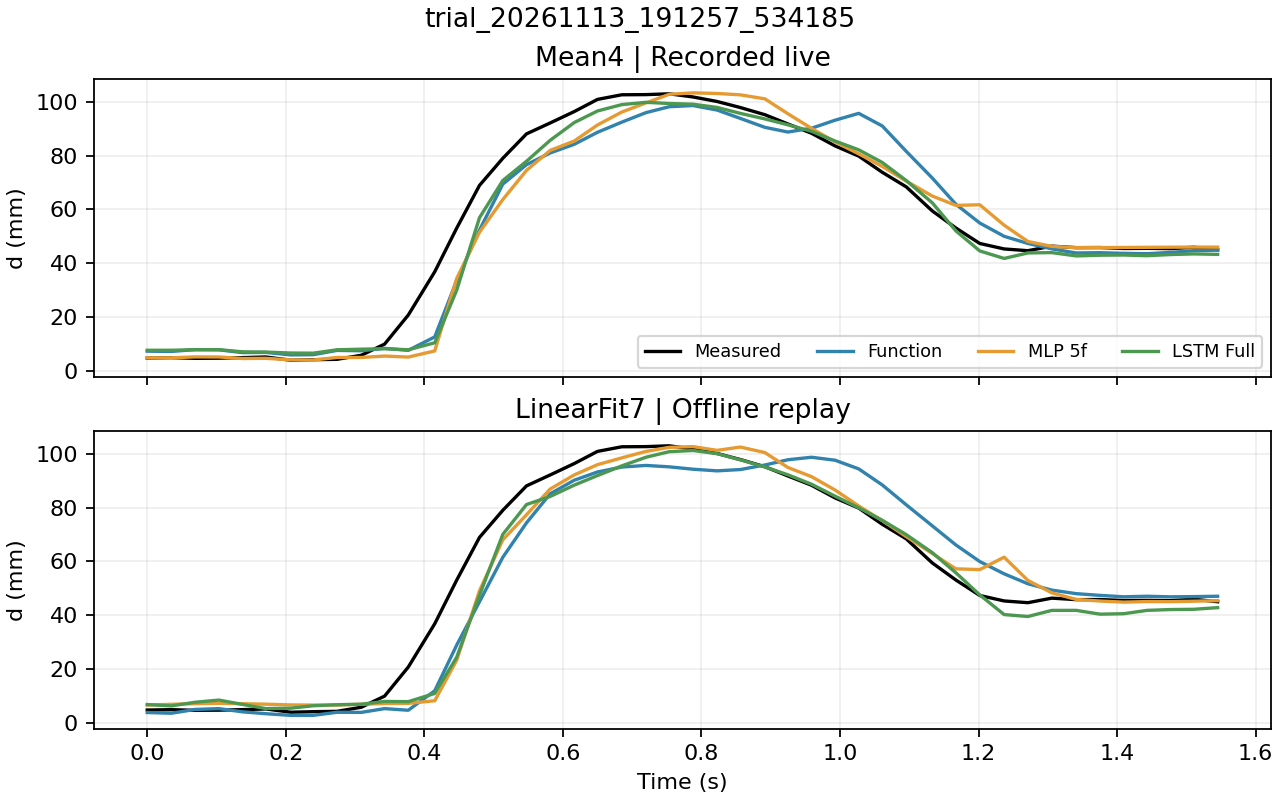 trial_20261113_191257_534185
Mean4 | Recorded live
100
80
60
40
20
0
d (mm)
Measured Function MLP 5f LSTM Full
LinearFit7 | Offline replay
100
80
60
40
20
0
d (mm)
0.0 0.2 0.4 0.6 0.8 1.0 1.2 1.4 1.6
Time (s)